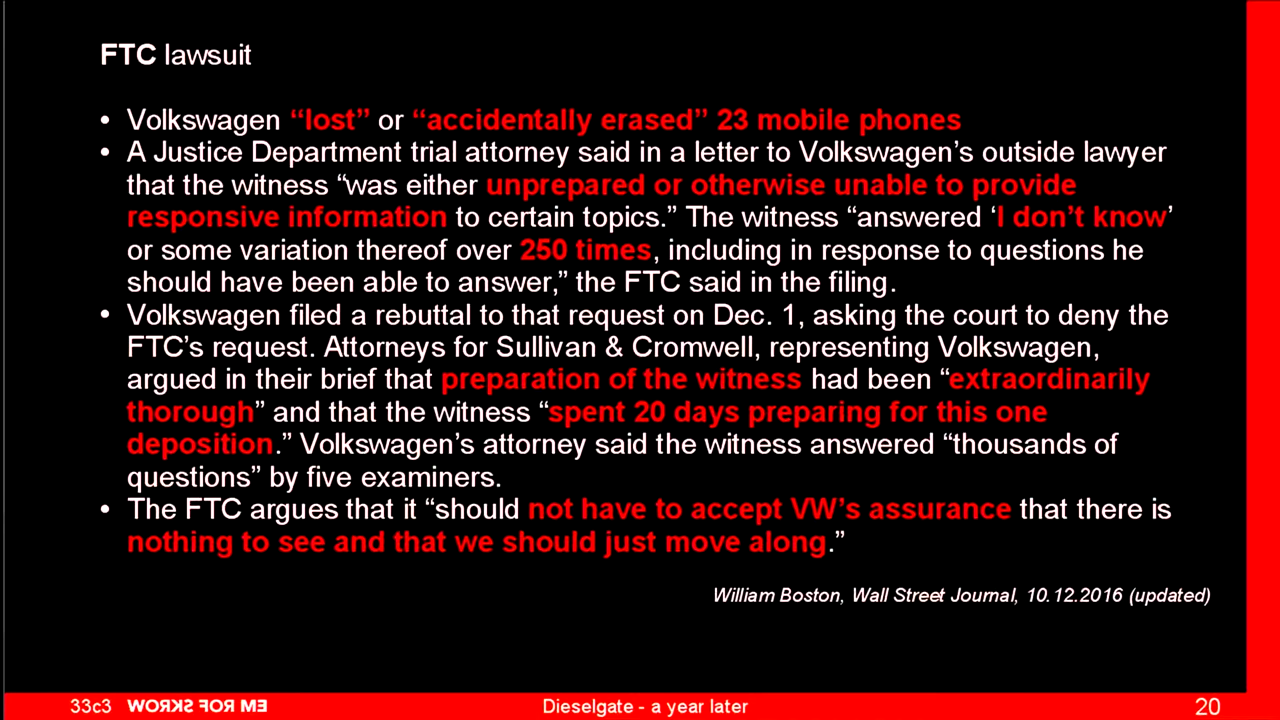 FTC lawsuit
• Volkswagen “lost” or “accidentally erased” 23 mobile phones
• A Justice Department trial attorney said in a letter to Volkswagen’s outside lawyer
that the witness “was either unprepared or otherwise unable to provide
responsive information to certain topics.” The witness “answered ‘I don’t know’
or some variation thereof over 250 times, including in response to questions he
should have been able to answer,” the FTC said in the filing.
• Volkswagen filed a rebuttal to that request on Dec. 1, asking the court to deny the
FTC’s request. Attorneys for Sullivan & Cromwell, representing Volkswagen,
argued in their brief that preparation of the witness had been “extraordinarily
thorough” and that the witness “spent 20 days preparing for this one
deposition.” Volkswagen’s attorney said the witness answered “thousands of
questions” by five examiners.
• The FTC argues that it “should not have to accept VW’s assurance that there is
nothing to see and that we should just move along.”
William Boston, Wall Street Journal, 10.12.2016 (updated)
33c3 WORKS FOR ME Dieselgate - a year later 20